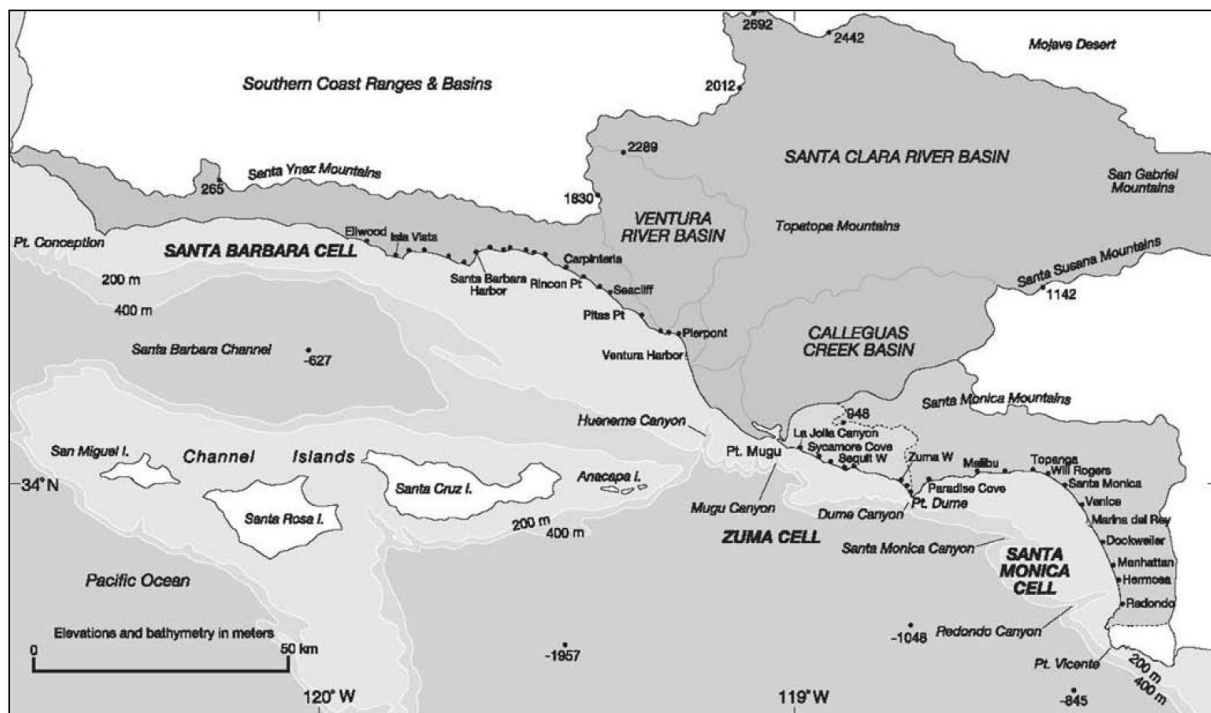 2692
2442
Mojave Desert
Southern Coast Ranges & Basins
2012
2289
SANTA CLARA RIVER BASIN
San Gabriel
Mountains
Santa Ynez Mountains
265
1830
VENTURA
RIVER BASIN
Topatopa Mountains
Pt. Conception
Ellwood
Isla Vista
SANTA BARBARA CELL
Carpinteria
Santa Susana Mountains
1142
200 m
400 m
Santa Barbara
Harbor
Rincon Pt
Seacliff
Pitas Pt
Pierpont
Ventura Harbor
CALLEGUAS
CREEK BASIN
Santa Barbara Channel
-627
Hueneme Canyon
948
Santa Monica Mountains
La Jolla Canyon
Sycamore Cove
Sequit W
Zuma W
Pt. Mugu
San Miguel I.
Channel Islands
Santa Cruz I.
Anacapa I.
Santa Rosa I.
34° N
Mugu Canyon
Dume Canyon
Pt. Dume
Paradise Cove
Malibu
Topanga
Will Rogers
Santa Monica
Venice
Marina del Rey
Dockweiler
Manhattan
Hermosa
Redondo
200 m
400 m
ZUMA CELL
Santa Monica Canyon
SANTA
MONICA
CELL
Pacific Ocean
Redondo Canyon
Elevations and bathymetry in meters
0
50 km
-1957
-1048
Pt. Vicente
200 m
400 m
-845
120° W
119° W